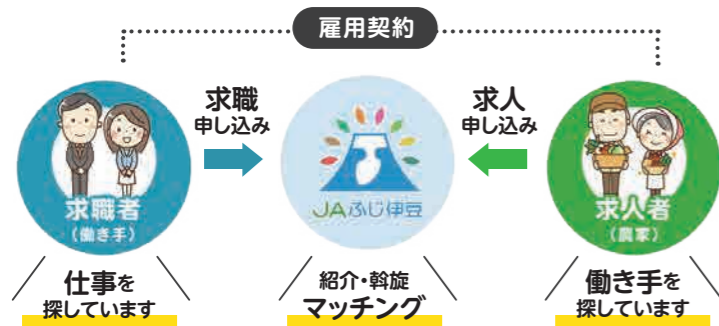 雇用契約
求職
申し込み
求人
申し込み
求職者
(働き手)
JAふじ伊豆
求人者
(農家)
仕事を
探しています
紹介・斡旋
マッチング
働き手を
探しています